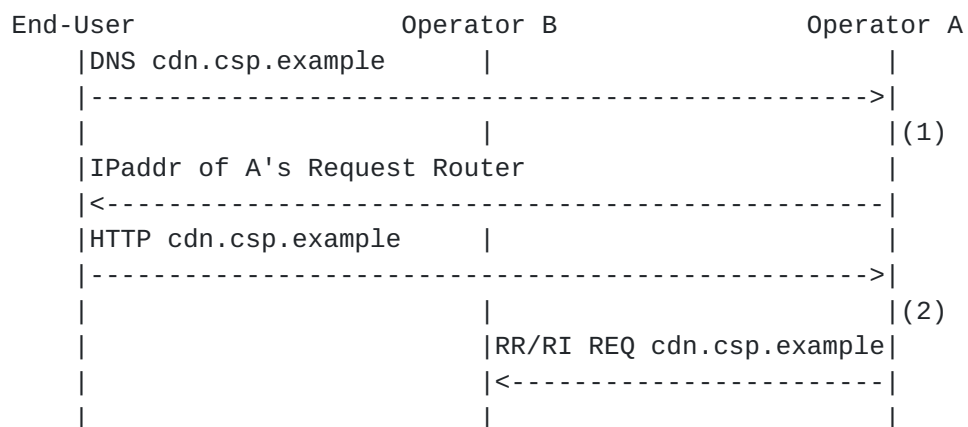 End-User                 Operator B                Operator A
    |DNS cdn.csp.example      |                         |
    |-------------------------------------------------->|
    |                         |                         |(1)
    |IPaddr of A's Request Router                       |
    |<--------------------------------------------------|
    |HTTP cdn.csp.example     |                         |
    |-------------------------------------------------->|
    |                         |                         |(2)
    |                         |RR/RI REQ cdn.csp.example|
    |                         |<------------------------|
    |                         |                         |